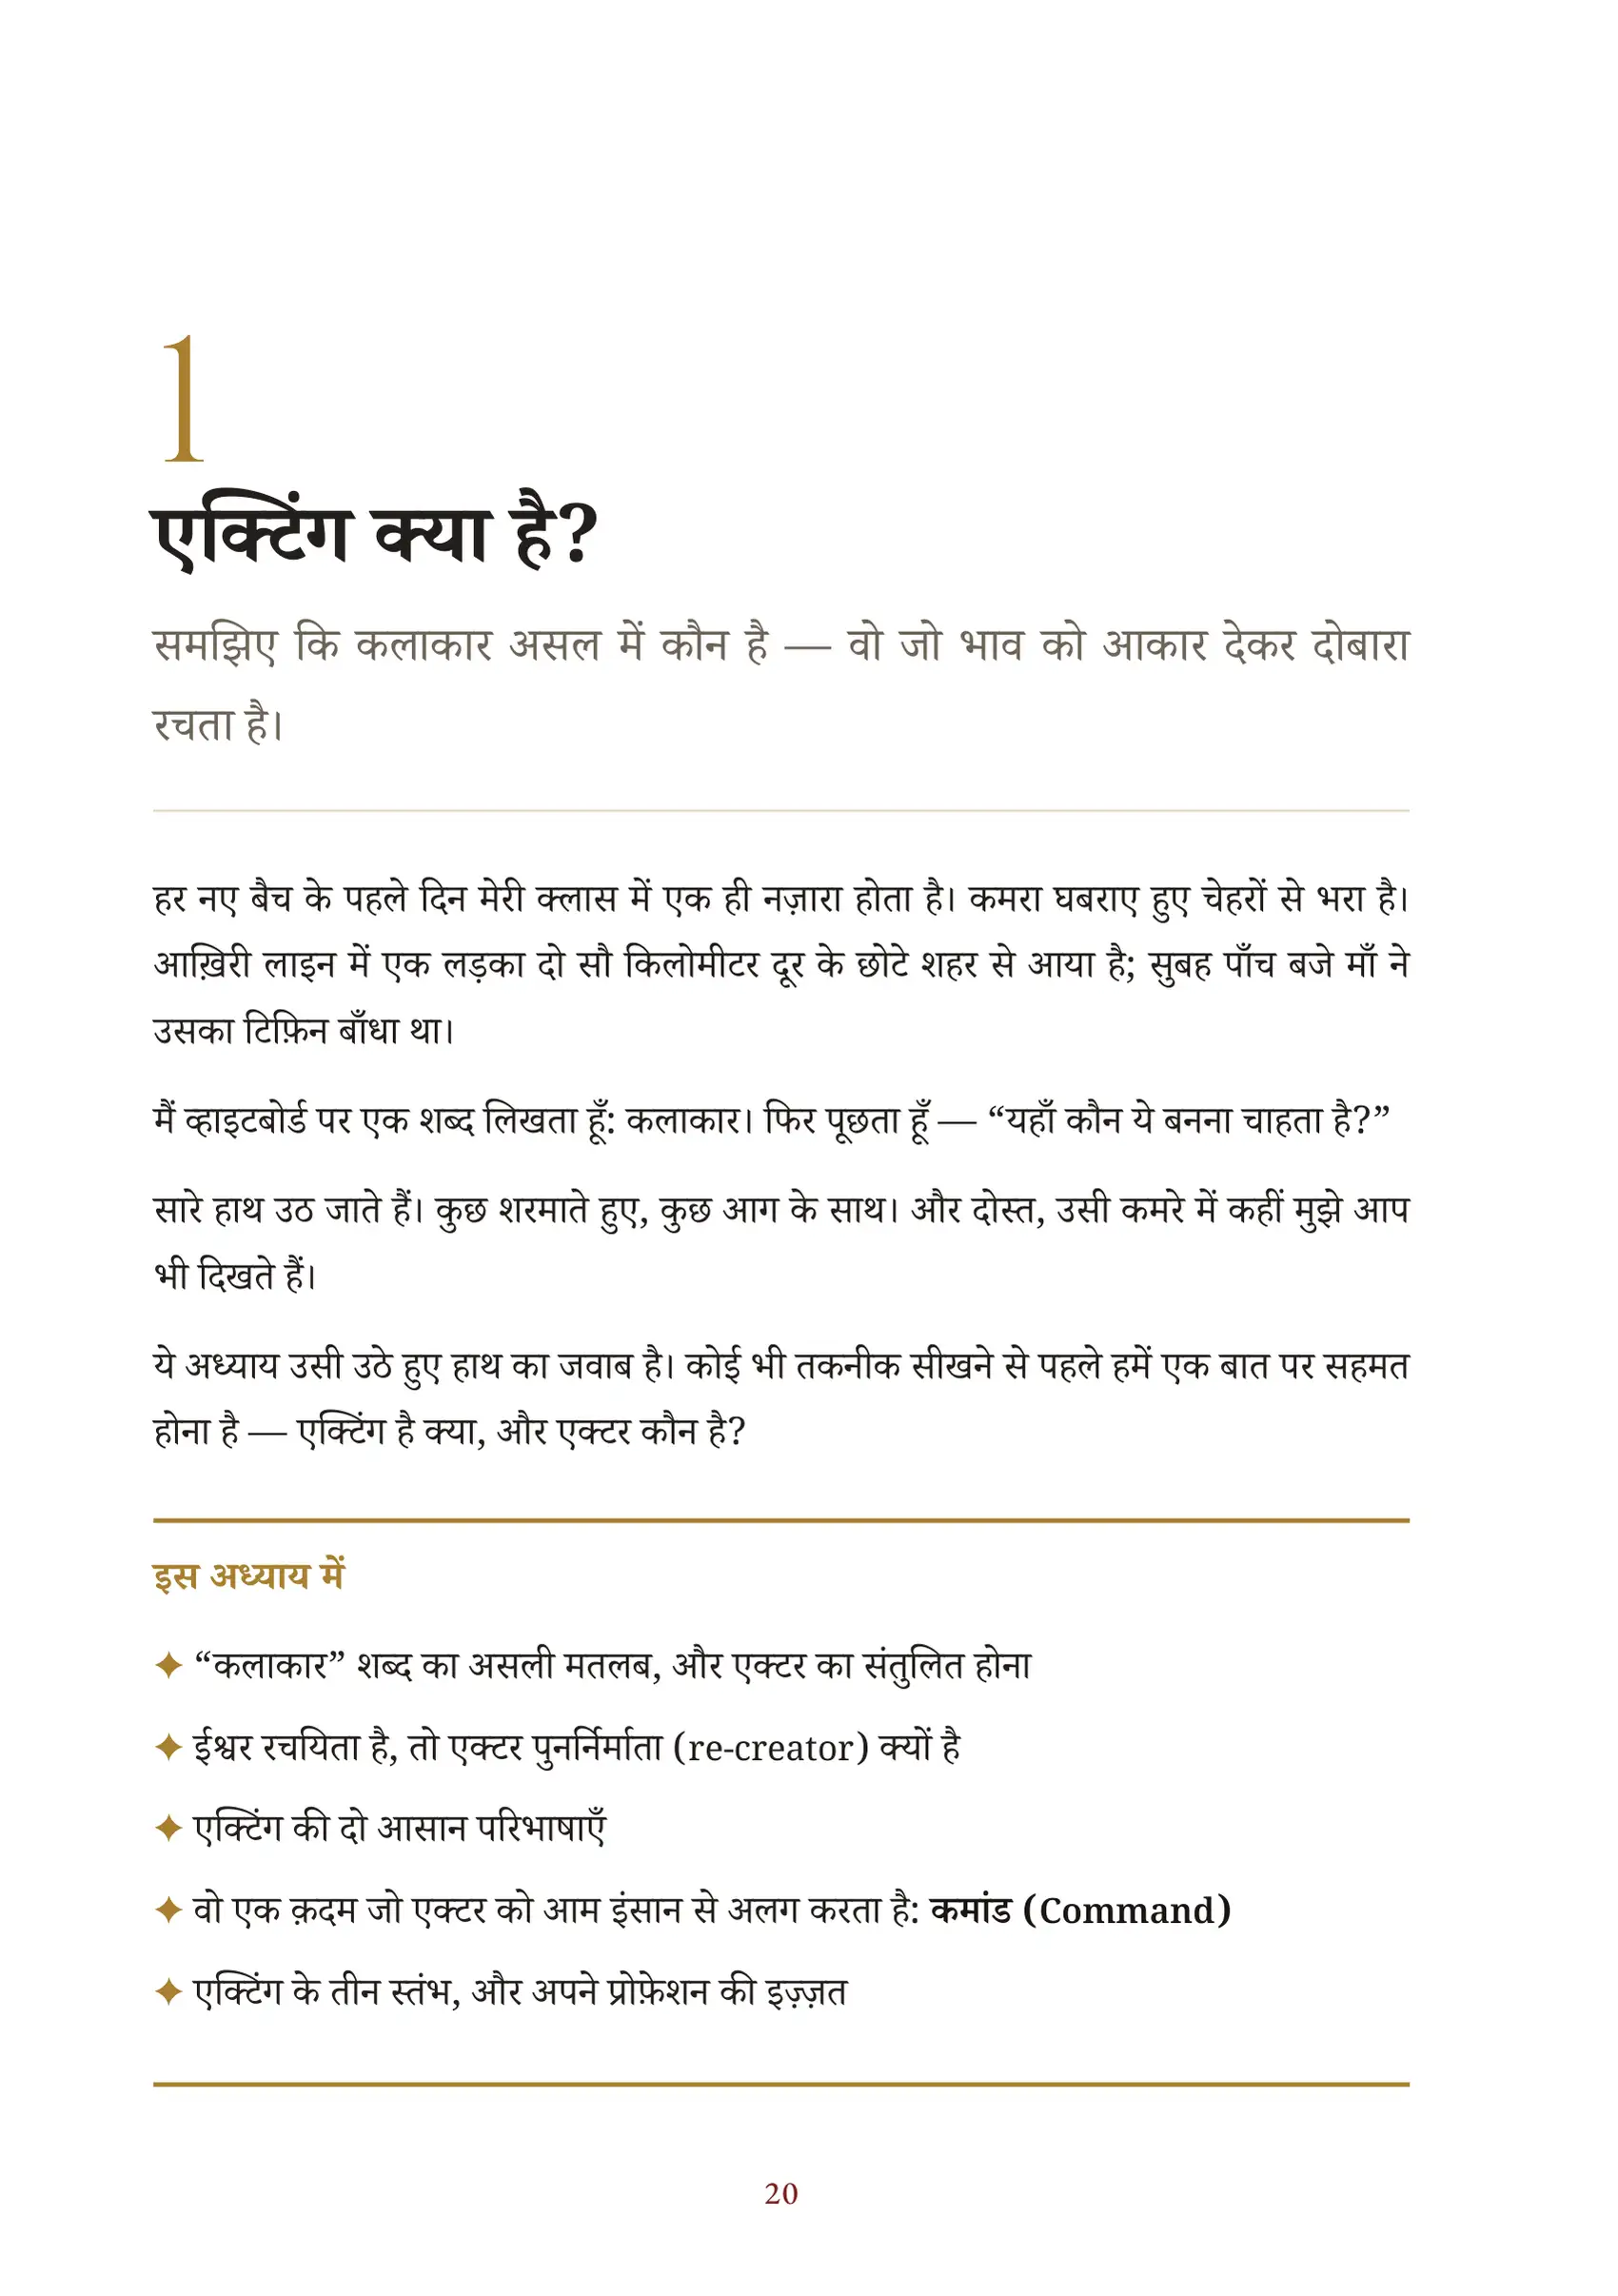 1
एक्टिंग क्या है?
समझिए कि कलाकार असल में कौन है — वो जो भाव को आकार देकर दोबारा
रचता है।
हर नए बैच के पहले दिन मेरी क्लास में एक ही नज़ारा होता है। कमरा घबराए हुए चेहरों से भरा है।
आख़िरी लाइन में एक लड़का दो सौ किलोमीटर दूर के छोटे शहर से आया है; सुबह पाँच बजे माँ ने
उसका टिफ़िन बाँधा था।
मैं व्हाइटबोर्ड पर एक शब्द लिखता हूँ: कलाकार। फिर पूछता हूँ — “यहाँ कौन ये बनना चाहता है?”
सारे हाथ उठ जाते हैं। कुछ शरमाते हुए, कुछ आग के साथ। और दोस्त, उसी कमरे में कहीं मुझे आप
भी दिखते हैं।
ये अध्याय उसी उठे हुए हाथ का जवाब है। कोई भी तकनीक सीखने से पहले हमें एक बात पर सहमत
होना है — एक्टिंग है क्या, और एक्टर कौन है?
इस अध्याय में
✦ “कलाकार” शब्द का असली मतलब, और एक्टर का संतुलित होना
✦ ईश्वर रचयिता है, तो एक्टर पुनर्निर्माता (re-creator) क्यों है
✦ एक्टिंग की दो आसान परिभाषाएँ
✦ वो एक क़दम जो एक्टर को आम इंसान से अलग करता है: कमांड (Command)
✦ एक्टिंग के तीन स्तंभ, और अपने प्रोफ़ेशन की इज़्ज़त
20